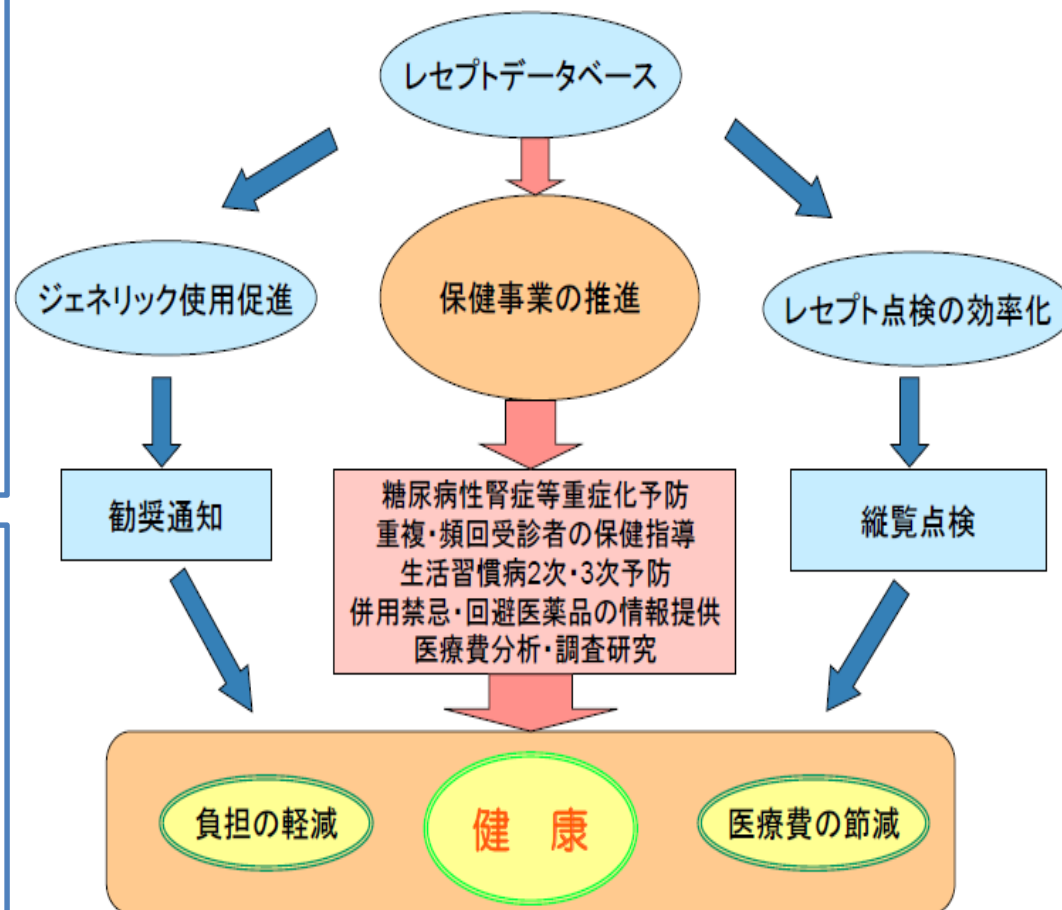 レセプトデータベース
ジェネリック使用促進
保健事業の推進
レセプト点検の効率化
勧奨通知
糖尿病性腎症等重症化予防
重複・頻回受診者の保健指導
生活習慣病2次・3次予防
併用禁忌・回避医薬品の情報提供
医療費分析・調査研究
縦覧点検
負担の軽減
健 康
医療費の節減